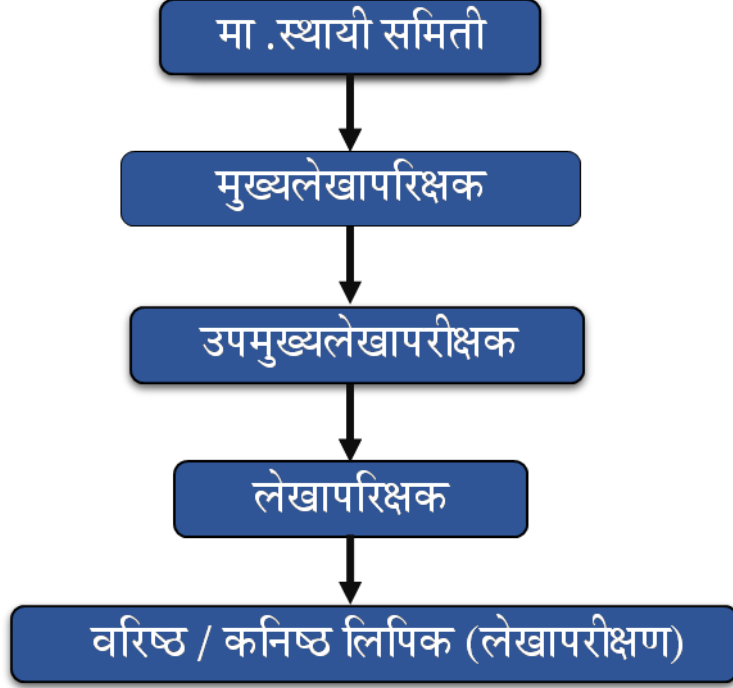 मा .स्थायी समिती
मुख्यलेखापरिक्षक
उपमुख्यलेखापरीक्षक
लेखापरिक्षक
वरिष्ठ / कनिष्ठ लिपिक (लेखापरीक्षण)